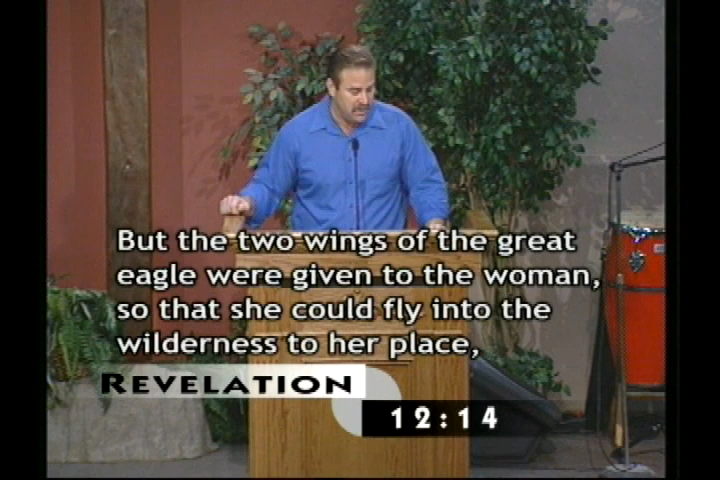 But the two wings of the great
eagle were given to the woman,
so that she could fly into the
wilderness to her place,
REVELATION
12:14